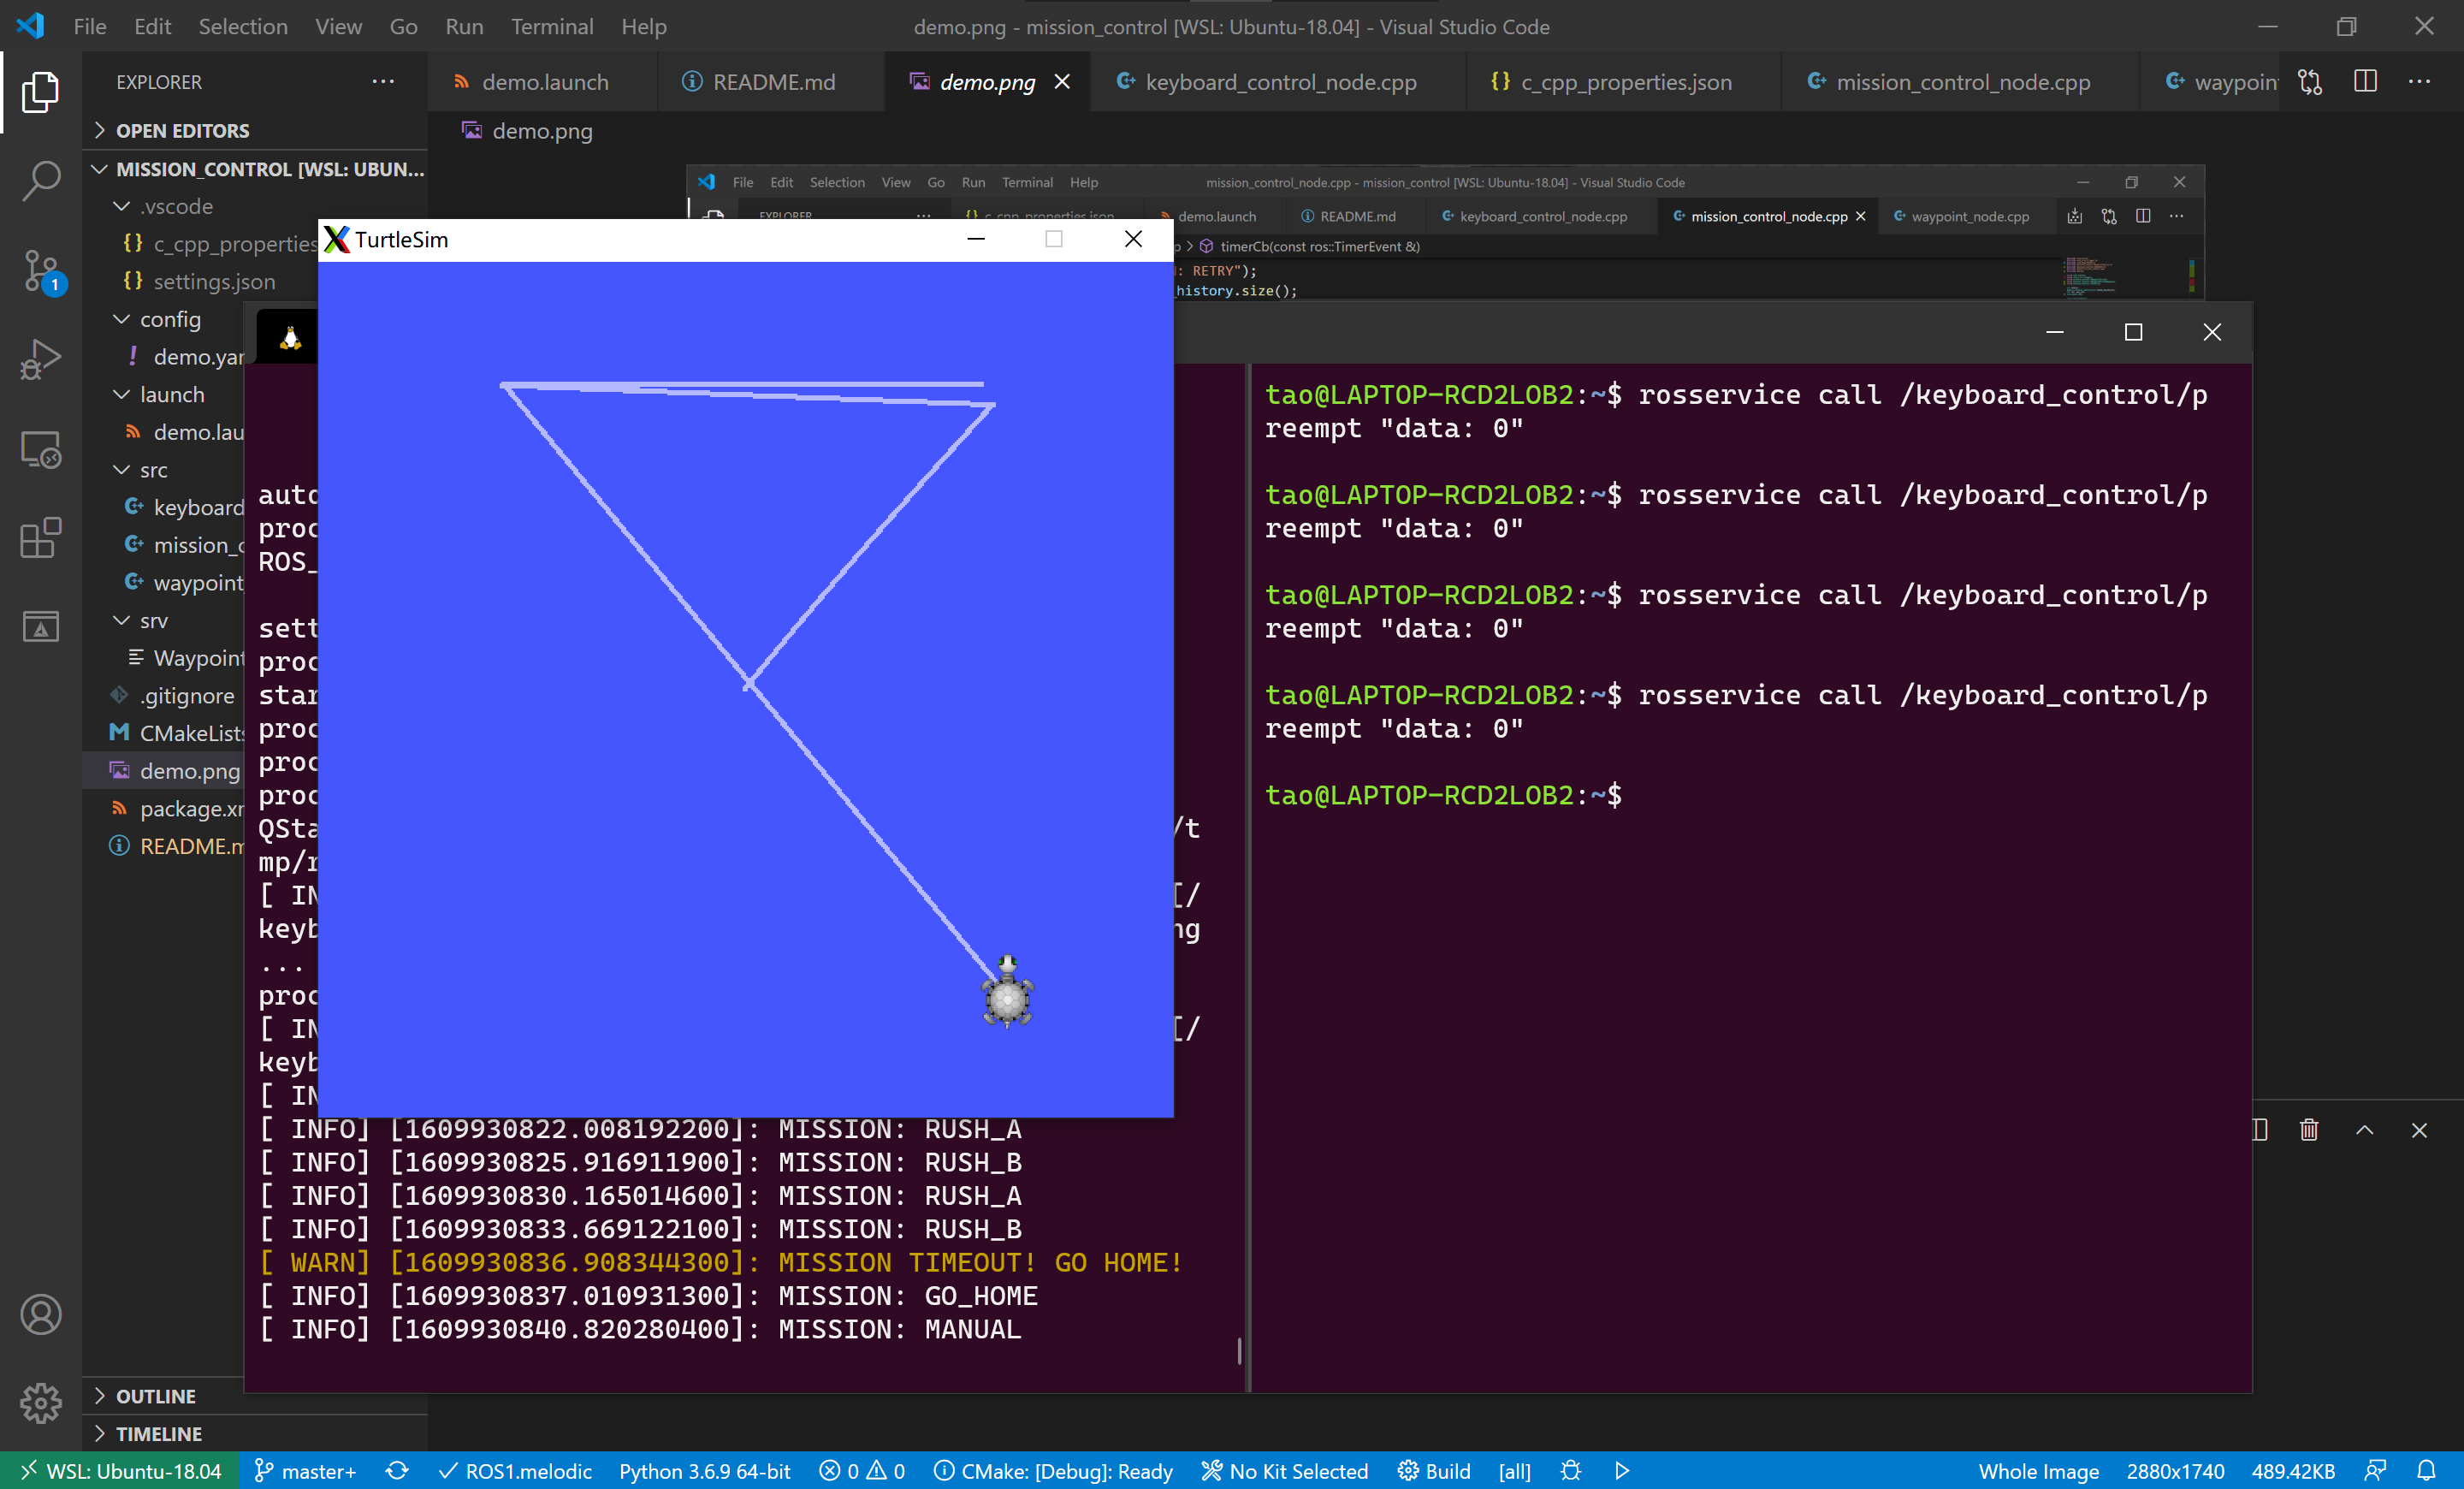 File Edit Selection View Go Run Terminal Help
demo.png - mission_control [WSL: Ubuntu-18.04] - Visual Studio Code
EXPLORER
demo.launch
README.md
demo.png
keyboard_control_node.cpp
c_cpp_properties.json
mission_control_node.cpp
waypoin
OPEN EDITORS
demo.png
MISSION_CONTROL [WSL: UBUN...
.vscode
c_cpp_properties
settings.json
config
demo.yam
launch
demo.lau
src
keyboard
mission_c
waypoint
srv
Waypoint
.gitignore
CMakeLists
demo.png
package.xm
README.m
OUTLINE
TIMELINE
File Edit Selection View Go Run Terminal Help
mission_control_node.cpp - mission_control [WSL: Ubuntu-18.04] - Visual Studio Code
EXPLORER
c_cpp_properties.json
demo.launch
README.md
keyboard_control_node.cpp
mission_control_node.cpp
waypoint_node.cpp
p > timerCb(const ros::TimerEvent &)
: RETRY");
_history.size();
TurtleSim
auto
proc
ROS_
sett
proc
star
proc
proc
proc
QSta /t
mp/r
[ IN [/
keyb ng
...
proc
[ IN [/
keyb
[ IN
[ INFO] [1609930822.008192200]: MISSION: RUSH_A
[ INFO] [1609930825.916911900]: MISSION: RUSH_B
[ INFO] [1609930830.165014600]: MISSION: RUSH_A
[ INFO] [1609930833.669122100]: MISSION: RUSH_B
[ WARN] [1609930836.908344300]: MISSION TIMEOUT! GO HOME!
[ INFO] [1609930837.010931300]: MISSION: GO_HOME
[ INFO] [1609930840.820280400]: MISSION: MANUAL
tao@LAPTOP-RCD2LOB2:~$ rosservice call /keyboard_control/p
reempt "data: 0"
tao@LAPTOP-RCD2LOB2:~$ rosservice call /keyboard_control/p
reempt "data: 0"
tao@LAPTOP-RCD2LOB2:~$ rosservice call /keyboard_control/p
reempt "data: 0"
tao@LAPTOP-RCD2LOB2:~$ rosservice call /keyboard_control/p
reempt "data: 0"
tao@LAPTOP-RCD2LOB2:~$
1
WSL: Ubuntu-18.04 master+ ROS1.melodic Python 3.6.9 64-bit 0 0 CMake: [Debug]: Ready No Kit Selected Build [all] Whole Image 2880x1740 489.42KB